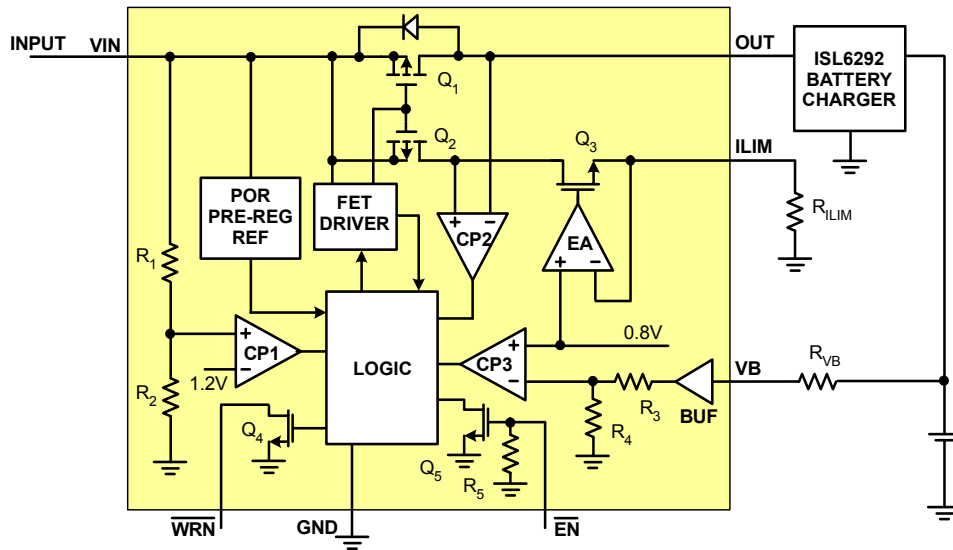 INPUT
VIN
OUT
ISL6292
BATTERY
CHARGER
Q1
Q2
Q3
ILIM
POR
PRE-REG
REF
FET
DRIVER
RILIM
+
−
CP2
EA
+
−
R1
+
CP1
−
1.2V
LOGIC
+
CP3
−
0.8V
VB
RVB
R2
R3
BUF
R4
Q4
Q5
R5
WRN
GND
EN